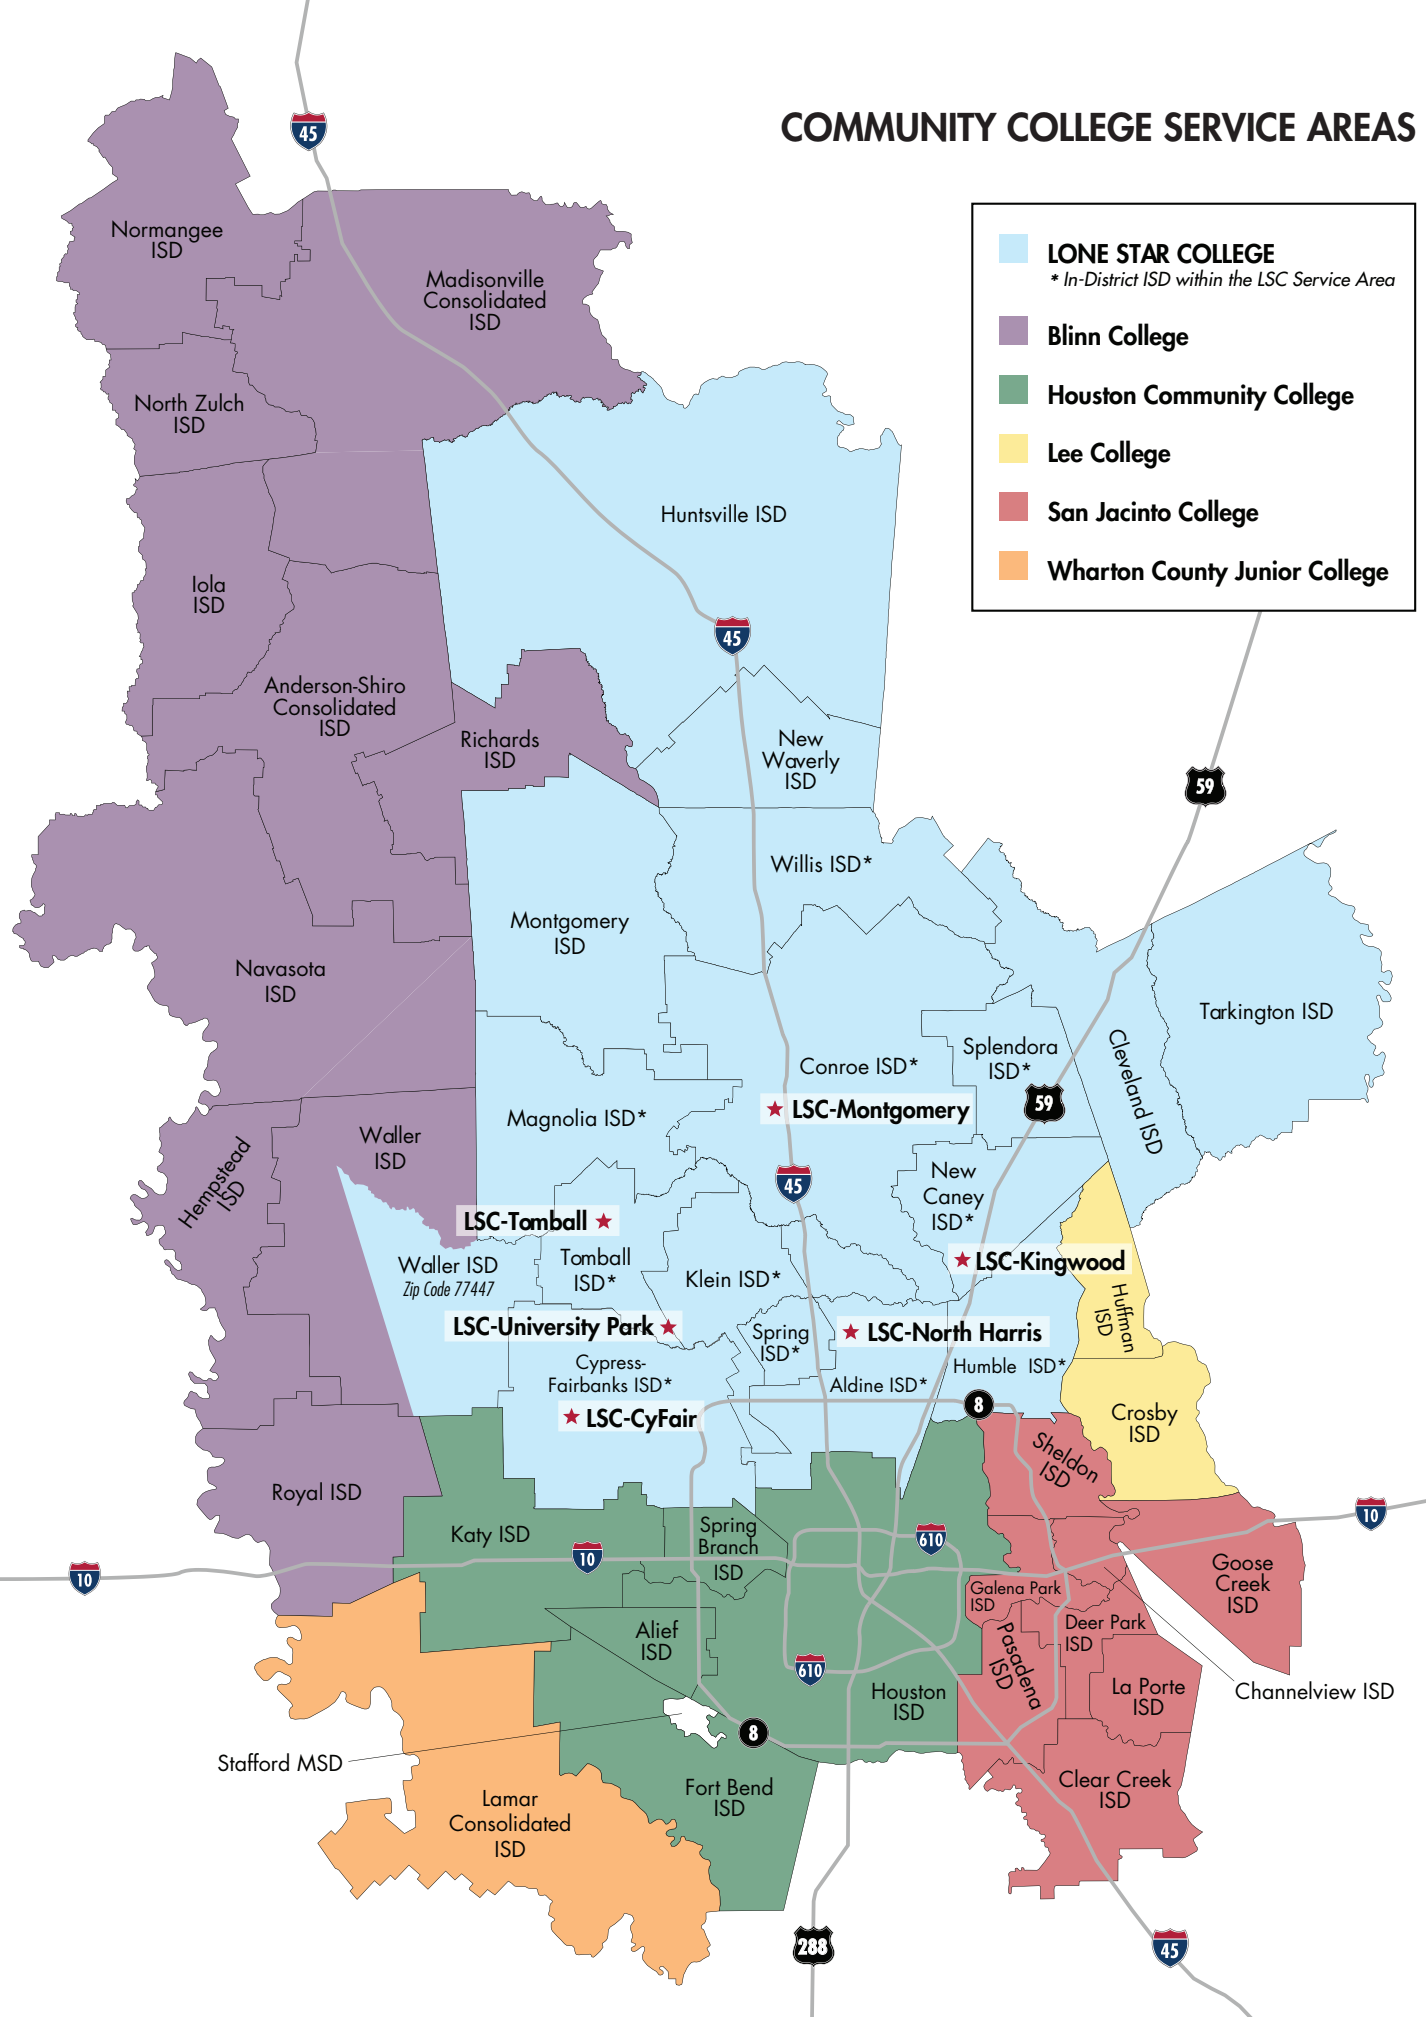 45
COMMUNITY COLLEGE SERVICE AREAS
LONE STAR COLLEGE
* In-District ISD within the LSC Service Area
Blinn College
Houston Community College
Lee College
San Jacinto College
Wharton County Junior College
Normangee
ISD
Madisonville
Consolidated
ISD
North Zulch
ISD
Huntsville ISD
Iola
ISD
45
Anderson-Shiro
Consolidated
ISD
Richards
ISD
New
Waverly
ISD
59
Willis ISD*
Montgomery
ISD
Navasota
ISD
Tarkington ISD
Cleveland ISD
Splendora
ISD*
Conroe ISD*
59
LSC-Montgomery
Magnolia ISD*
Waller
ISD
Hempstead
ISD
45
New
Caney
ISD*
LSC-Tomball
Waller ISD
Zip Code 77447
Tomball
ISD*
Klein ISD*
LSC-Kingwood
Huffman
ISD
LSC-University Park
Spring
ISD*
LSC-North Harris
Cypress-
Fairbanks ISD*
Humble ISD*
Aldine ISD*
8
LSC-CyFair
Crosby
ISD
Sheldon
ISD
Royal ISD
10
Katy ISD
Spring
Branch
ISD
610
10
10
Goose
Creek
ISD
Galena Park
ISD
Deer Park
ISD
Alief
ISD
Pasadena
ISD
610
La Porte
ISD
Channelview ISD
Houston
ISD
8
Stafford MSD
Clear Creek
ISD
Fort Bend
ISD
Lamar
Consolidated
ISD
288
45